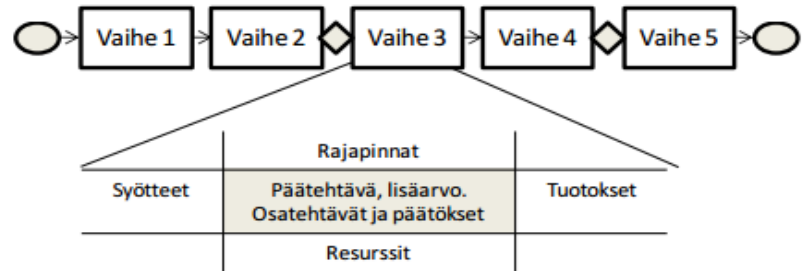 Vaihe 1
Vaihe 2
Vaihe 3
Vaihe 4
Vaihe 5
Rajapinnat
Syötteet
Päätehtävä, lisäarvo.
Osatehtävät ja päätökset
Tuotokset
Resurssit